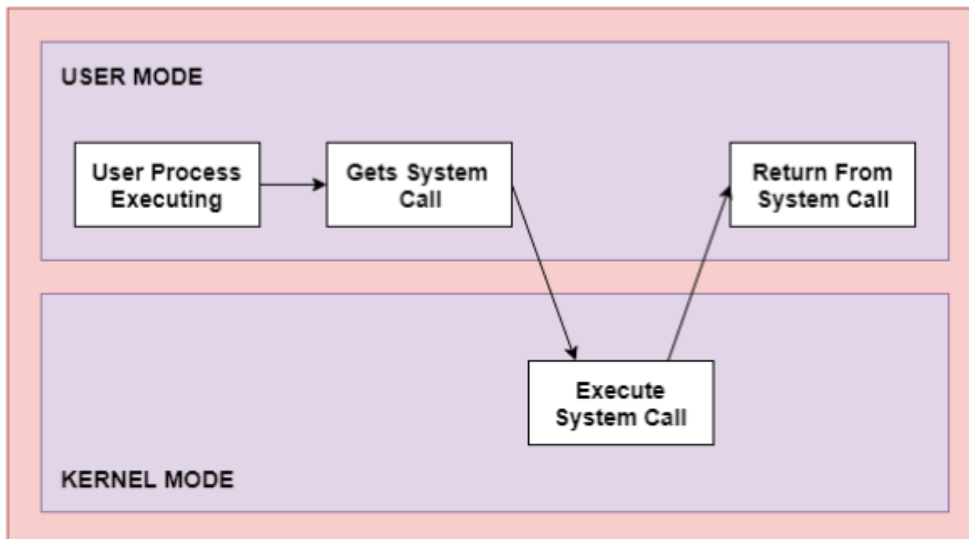 USER MODE
User Process
Executing
Gets System
Call
Return From
System Call
Execute
System Call
KERNEL MODE